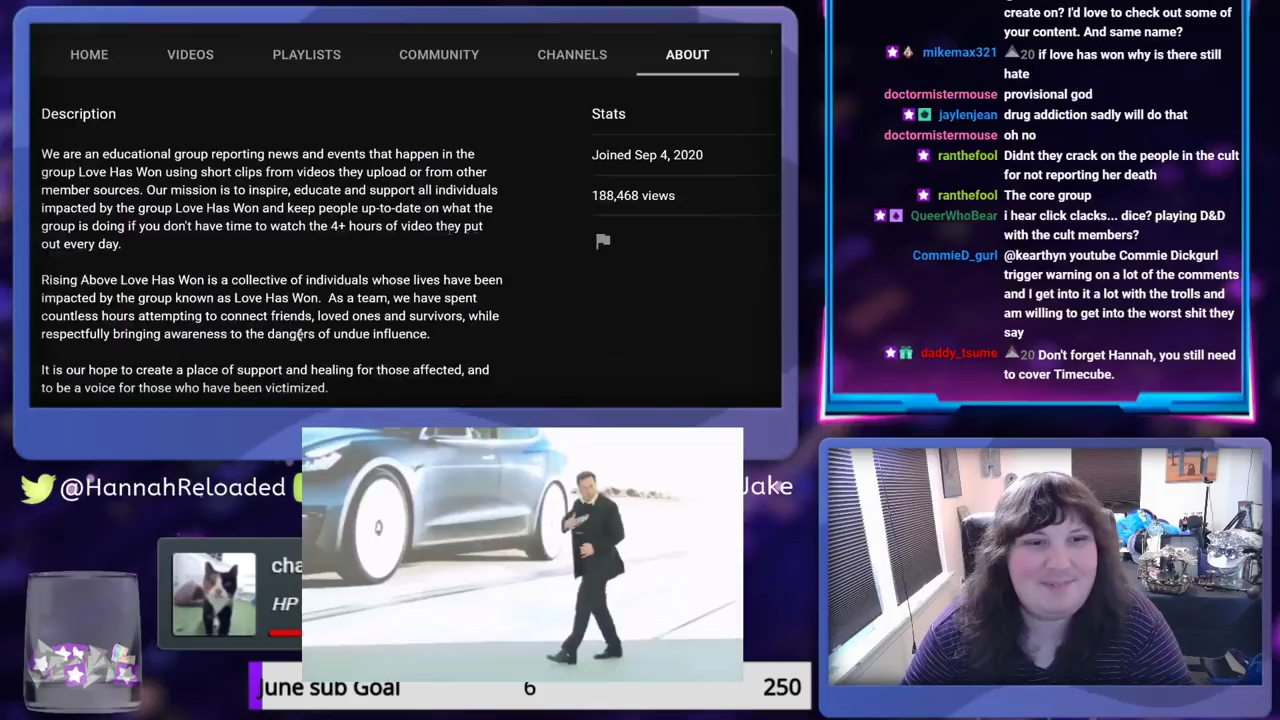 HOME VIDEOS PLAYLISTS COMMUNITY CHANNELS ABOUT
Description
We are an educational group reporting news and events that happen in the
group Love Has Won using short clips from videos they upload or from other
member sources. Our mission is to inspire, educate and support all individuals
impacted by the group Love Has Won and keep people up-to-date on what the
group is doing if you don't have time to watch the 4+ hours of video they put
out every day.
Rising Above Love Has Won is a collective of individuals whose lives have been
impacted by the group known as Love Has Won. As a team, we have spent
countless hours attempting to connect friends, loved ones and survivors, while
respectfully bringing awareness to the dangers of undue influence.
It is our hope to create a place of support and healing for those affected, and
to be a voice for those who have been victimized.
Stats
Joined Sep 4, 2020
188,468 views
create on? I'd love to check out some of
your content. And same name?
mikemax321 20 if love has won why is there still
hate
doctormistermouse provisional god
jaylenjean drug addiction sadly will do that
doctormistermouse oh no
ranthefool Didnt they crack on the people in the cult
for not reporting her death
ranthefool The core group
QueerWhoBear i hear click clacks... dice? playing D&D
with the cult members?
CommieD_gurl @kearthyn youtube Commie Dickgurl
trigger warning on a lot of the comments
and I get into it a lot with the trolls and
am willing to get into the worst shit they
say
daddy_tsume 20 Don't forget Hannah, you still need
to cover Timecube.
@HannahReloaded
Jake
cha
HP
June sub Goal 6 250